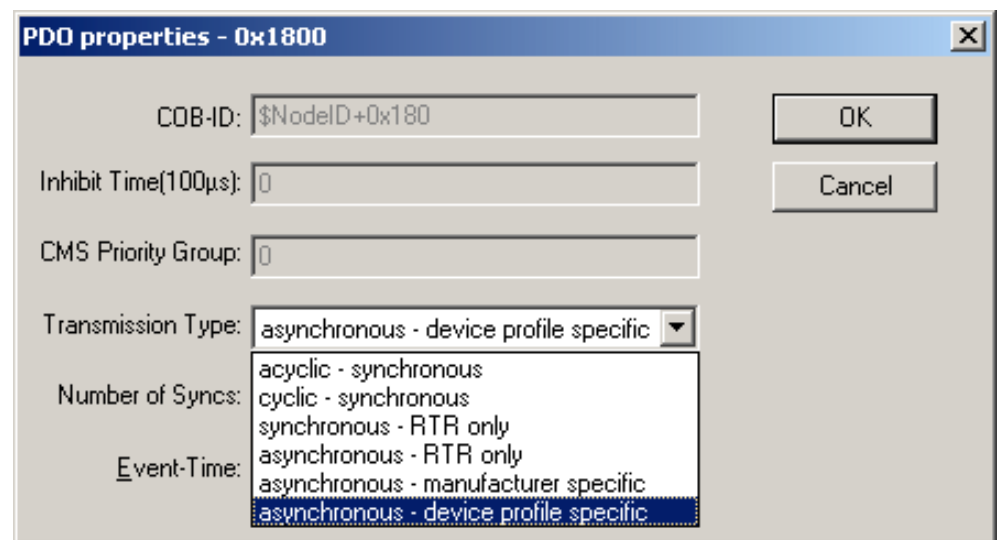 PDO properties - 0x1800
COB-ID: $NodeID+0x180
OK
Inhibit Time(100µs): 0
Cancel
CMS Priority Group: 0
Transmission Type: asynchronous - device profile specific
acyclic - synchronous
Number of Syncs: cyclic - synchronous
synchronous - RTR only
Event-Time: asynchronous - RTR only
asynchronous - manufacturer specific
asynchronous - device profile specific